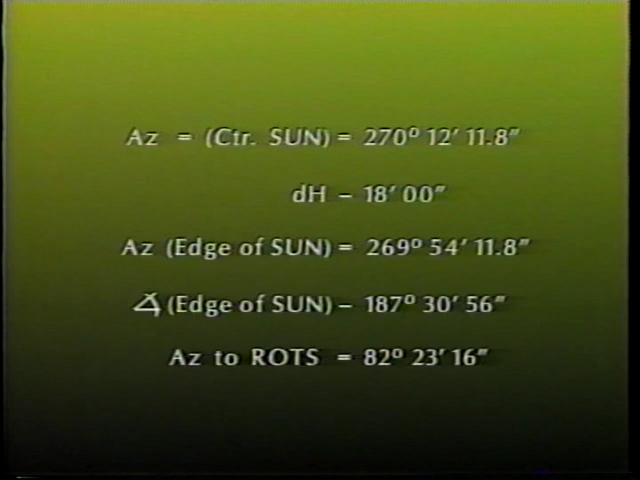 Az = (Ctr. SUN) = 270° 12' 11.8"
dH – 18' 00"
Az (Edge of SUN) = 269° 54' 11.8"
∡ (Edge of SUN) – 187° 30' 56"
Az to ROTS = 82° 23' 16"